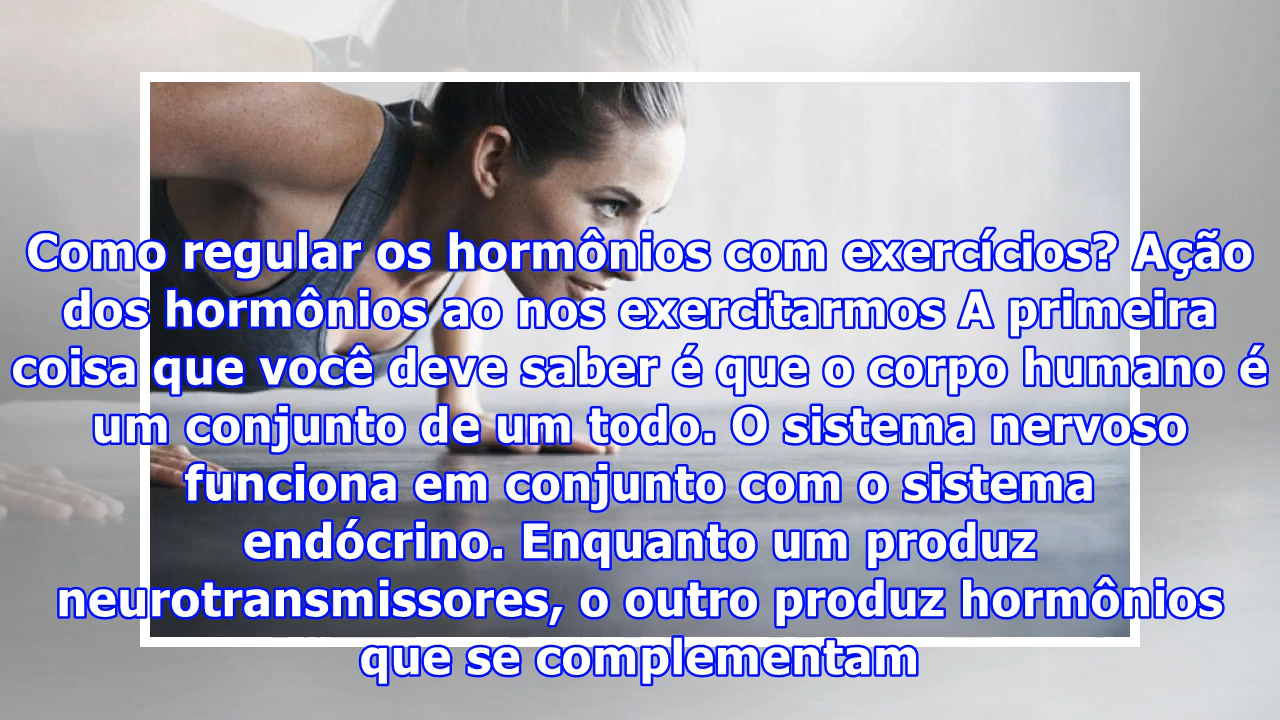 Como regular os hormônios com exercícios? Ação
dos hormônios ao nos exercitarmos A primeira
coisa que você deve saber é que o corpo humano é
um conjunto de um todo. O sistema nervoso
funciona em conjunto com o sistema
endócrino. Enquanto um produz
neurotransmissores, o outro produz hormônios
que se complementam